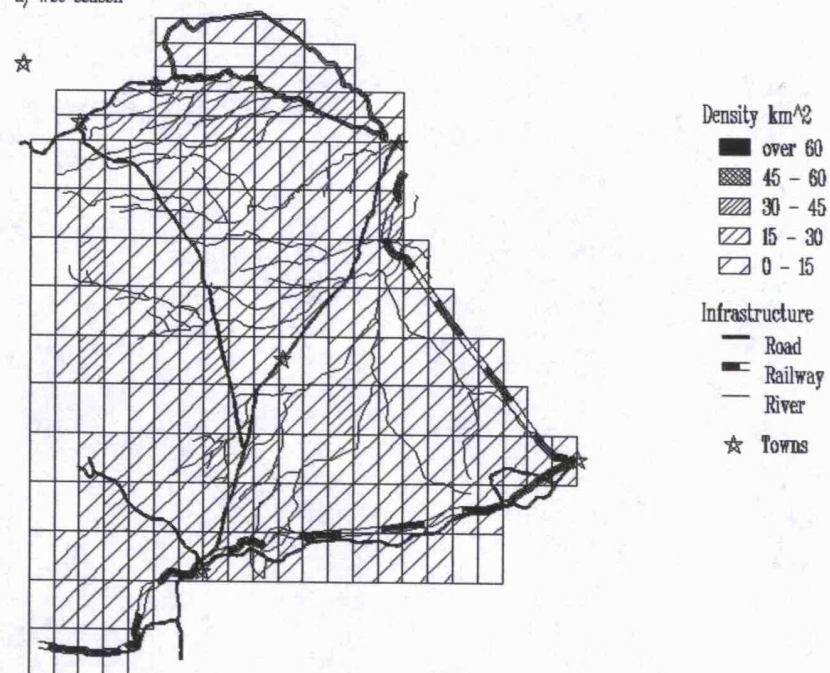 Density km^2
over 60
45 - 60
30 - 45
15 - 30
0 - 15
Infrastructure
Road
Railway
River
Towns